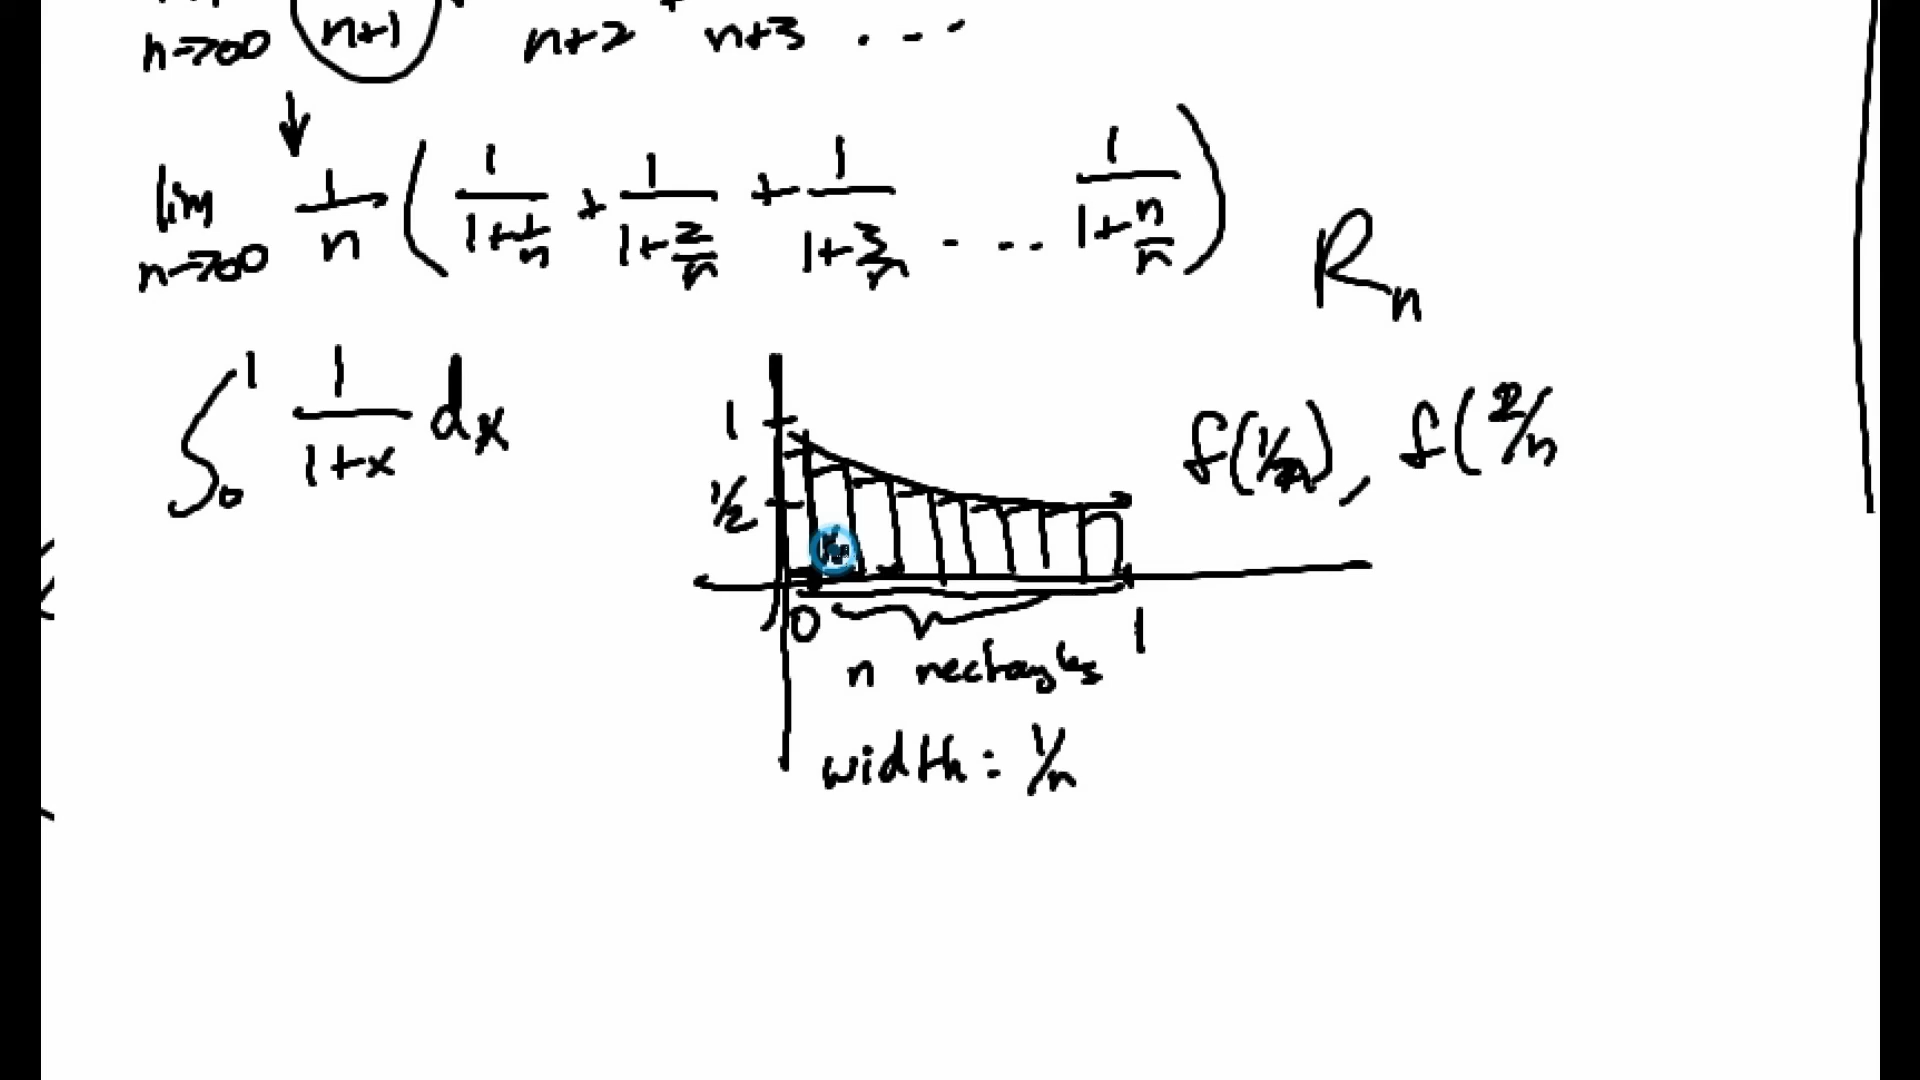 n→∞ n+1 n+2 + n+3 . . .
↓
lim n→∞ 1/n ( 1/(1+1/n) + 1/(1+2/n) + 1/(1+3/n) . . . . 1/(1+n/n) ) Rₙ
∫₀¹ 1/(1+x) dx
1
1/2
f(1/n), f(2/n
0 1
n rectangles
width: 1/n